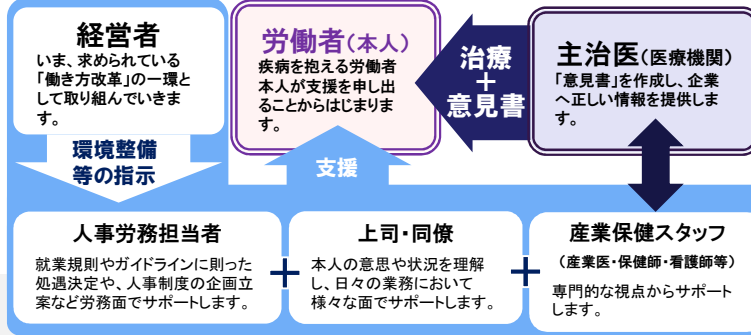 経営者
いま、求められている
「働き方改革」の一環と
して取り組んでいきま
す。
環境整備
等の指示
労働者(本人)
疾病を抱える労働者
本人が支援を申し出
ることからはじまりま
す。
支援
治療
+
意見書
主治医(医療機関)
「意見書」を作成し、企業
へ正しい情報を提供しま
す。
人事労務担当者
就業規則やガイドラインに則った
処遇決定や、人事制度の企画立
案など労務面でサポートします。
+
上司・同僚
本人の意思や状況を理解
し、日々の業務において
様々な面でサポートします。
+
産業保健スタッフ
(産業医・保健師・看護師等)
専門的な視点からサポート
します。